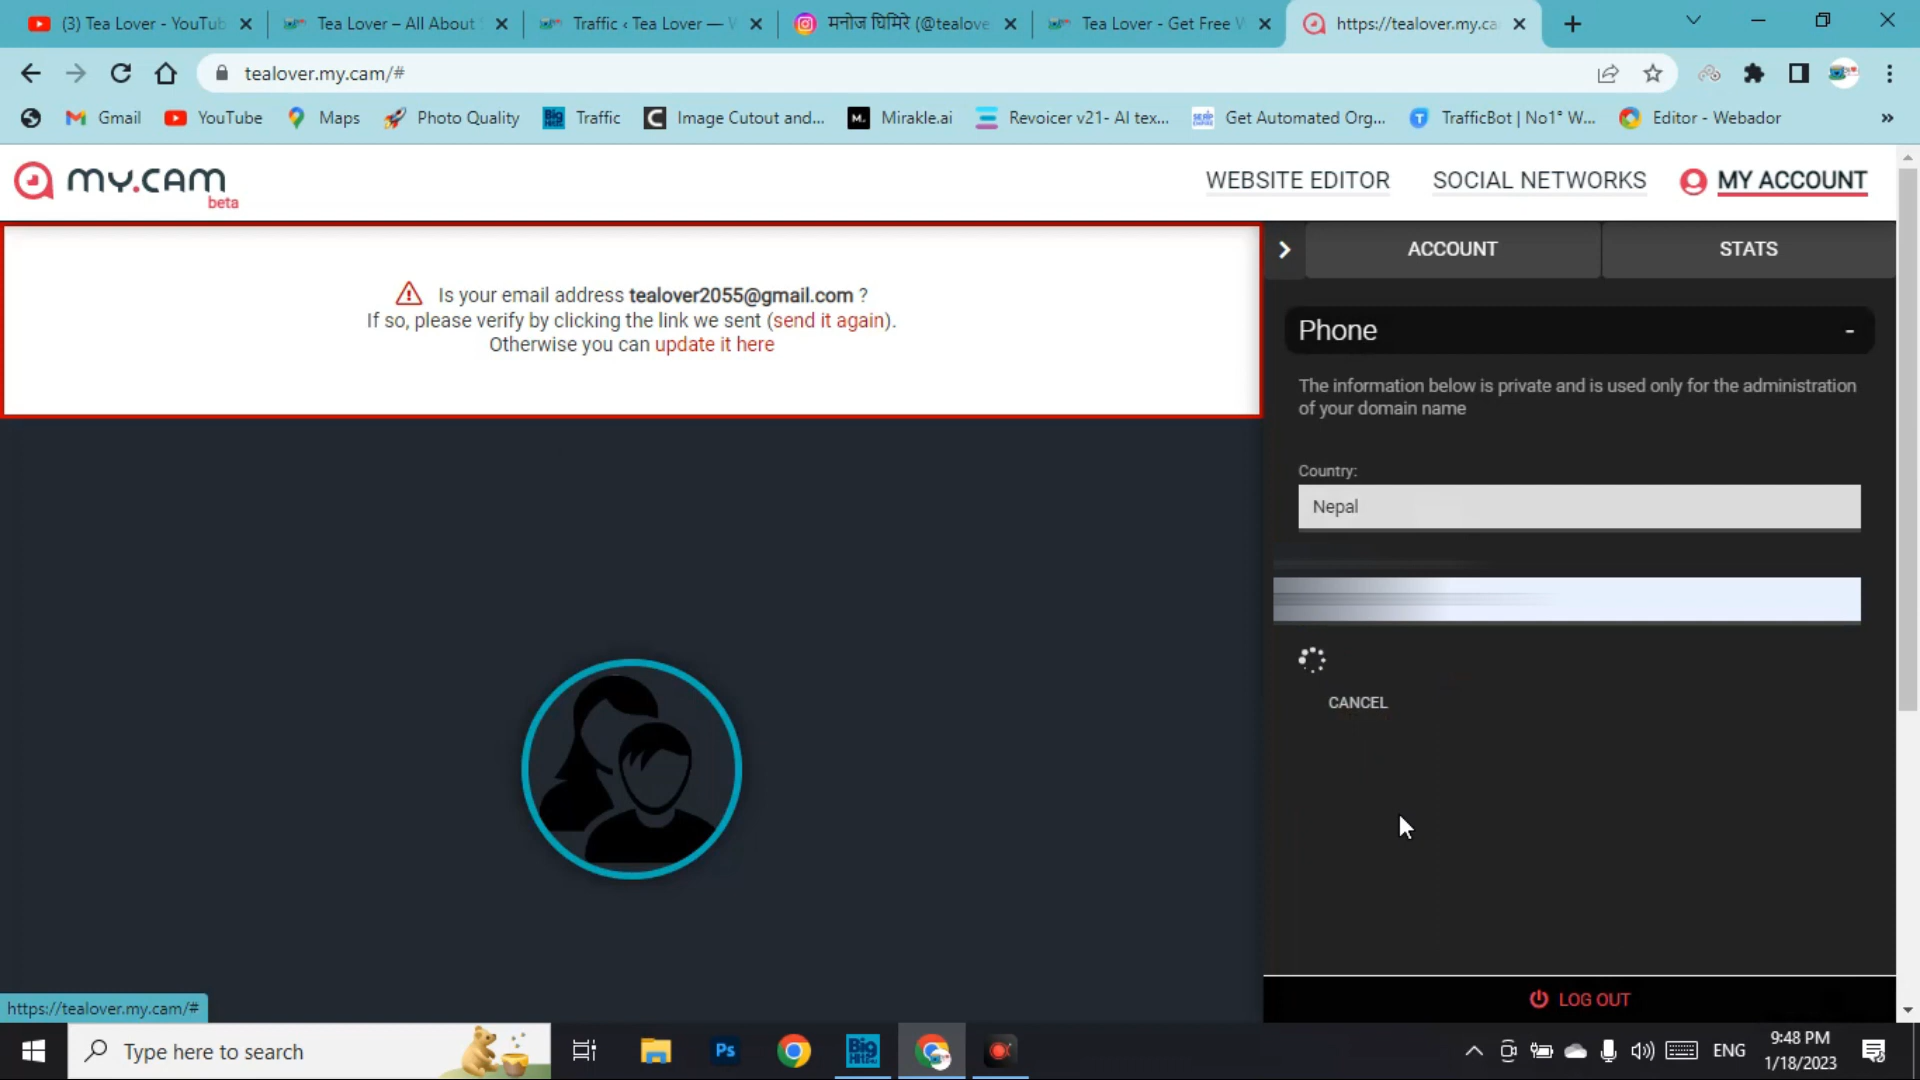 (3) Tea Lover - YouTub
Tea Lover – All About
Traffic ‹ Tea Lover —
मनोज घिमिरे (@tealove
Tea Lover - Get Free
https://tealover.my.ca
tealover.my.cam/#
Gmail
YouTube
Maps
Photo Quality
Traffic
Image Cutout and...
Mirakle.ai
Revoicer v21- AI tex...
Get Automated Org...
TrafficBot | No1° W...
Editor - Webador
»
my.cam
beta
WEBSITE EDITOR
SOCIAL NETWORKS
MY ACCOUNT
Is your email address tealover2055@gmail.com ?
If so, please verify by clicking the link we sent (send it again).
Otherwise you can update it here
ACCOUNT
STATS
Phone
-
The information below is private and is used only for the administration
of your domain name
Country:
Nepal
CANCEL
LOG OUT
https://tealover.my.cam/#
Type here to search
Ps
Big
ENG
9:48 PM
1/18/2023